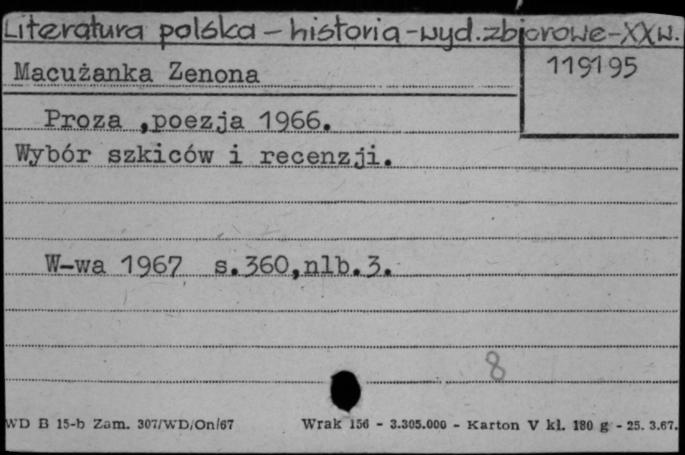 Literatura polska - historia - wyd. zbiorowe - XX w.
Macużanka Zenona
119195
Proza ,poezja 1966.
Wybór szkiców i recenzji.
W-wa 1967 s.360,nlb.3.
8
WD B 15-b Zam. 307/WD/On/67 Wrak 156 - 3.305.000 - Karton V kl. 180 g - 25. 3.67.